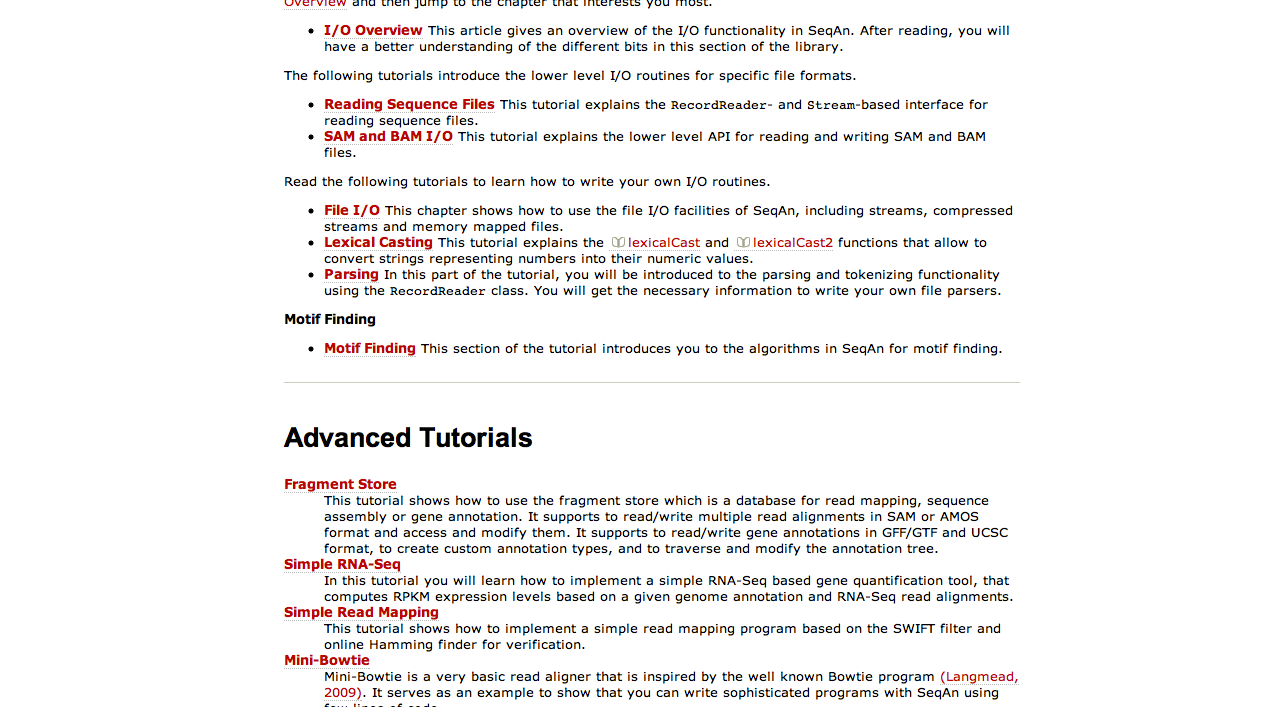 Overview and then jump to the chapter that interests you most.
• I/O Overview This article gives an overview of the I/O functionality in SeqAn. After reading, you will
have a better understanding of the different bits in this section of the library.
The following tutorials introduce the lower level I/O routines for specific file formats.
• Reading Sequence Files This tutorial explains the RecordReader- and Stream-based interface for
reading sequence files.
• SAM and BAM I/O This tutorial explains the lower level API for reading and writing SAM and BAM
files.
Read the following tutorials to learn how to write your own I/O routines.
• File I/O This chapter shows how to use the file I/O facilities of SeqAn, including streams, compressed
streams and memory mapped files.
• Lexical Casting This tutorial explains the lexicalCast and lexicalCast2 functions that allow to
convert strings representing numbers into their numeric values.
• Parsing In this part of the tutorial, you will be introduced to the parsing and tokenizing functionality
using the RecordReader class. You will get the necessary information to write your own file parsers.
Motif Finding
• Motif Finding This section of the tutorial introduces you to the algorithms in SeqAn for motif finding.
Advanced Tutorials
Fragment Store
This tutorial shows how to use the fragment store which is a database for read mapping, sequence
assembly or gene annotation. It supports to read/write multiple read alignments in SAM or AMOS
format and access and modify them. It supports to read/write gene annotations in GFF/GTF and UCSC
format, to create custom annotation types, and to traverse and modify the annotation tree.
Simple RNA-Seq
In this tutorial you will learn how to implement a simple RNA-Seq based gene quantification tool, that
computes RPKM expression levels based on a given genome annotation and RNA-Seq read alignments.
Simple Read Mapping
This tutorial shows how to implement a simple read mapping program based on the SWIFT filter and
online Hamming finder for verification.
Mini-Bowtie
Mini-Bowtie is a very basic read aligner that is inspired by the well known Bowtie program (Langmead,
2009). It serves as an example to show that you can write sophisticated programs with SeqAn using
few lines of code.